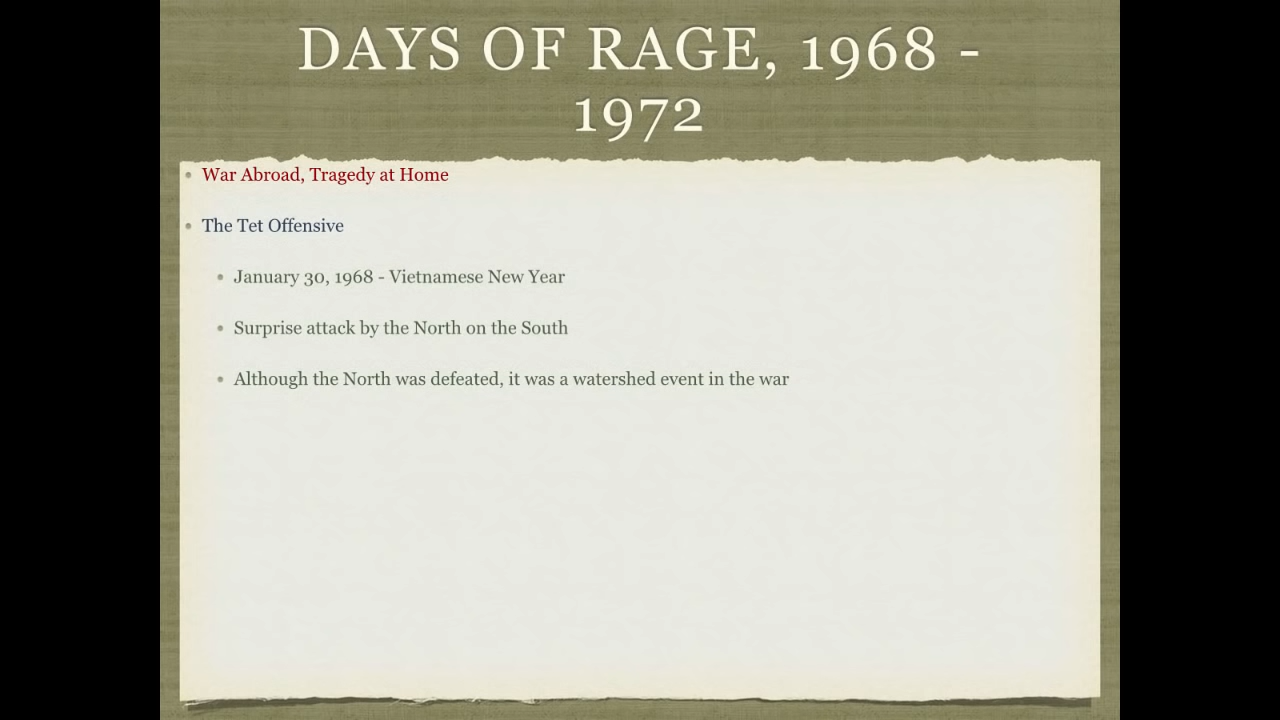 DAYS OF RAGE, 1968 -
1972
• War Abroad, Tragedy at Home
• The Tet Offensive
• January 30, 1968 - Vietnamese New Year
• Surprise attack by the North on the South
• Although the North was defeated, it was a watershed event in the war